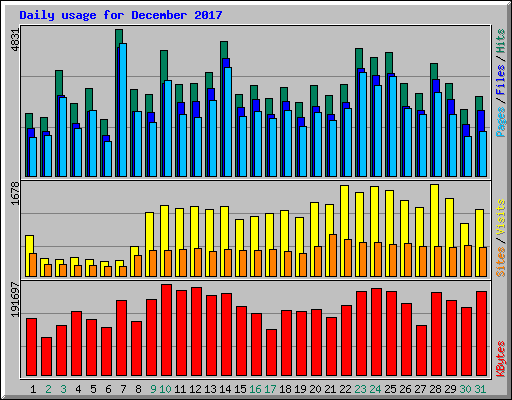 Daily usage for December 2017
4831
Pages / Files / Hits
1678
Sites / Visits
191697
KBytes
1 2 3 4 5 6 7 8 9 10 11 12 13 14 15 16 17 18 19 20 21 22 23 24 25 26 27 28 29 30 31